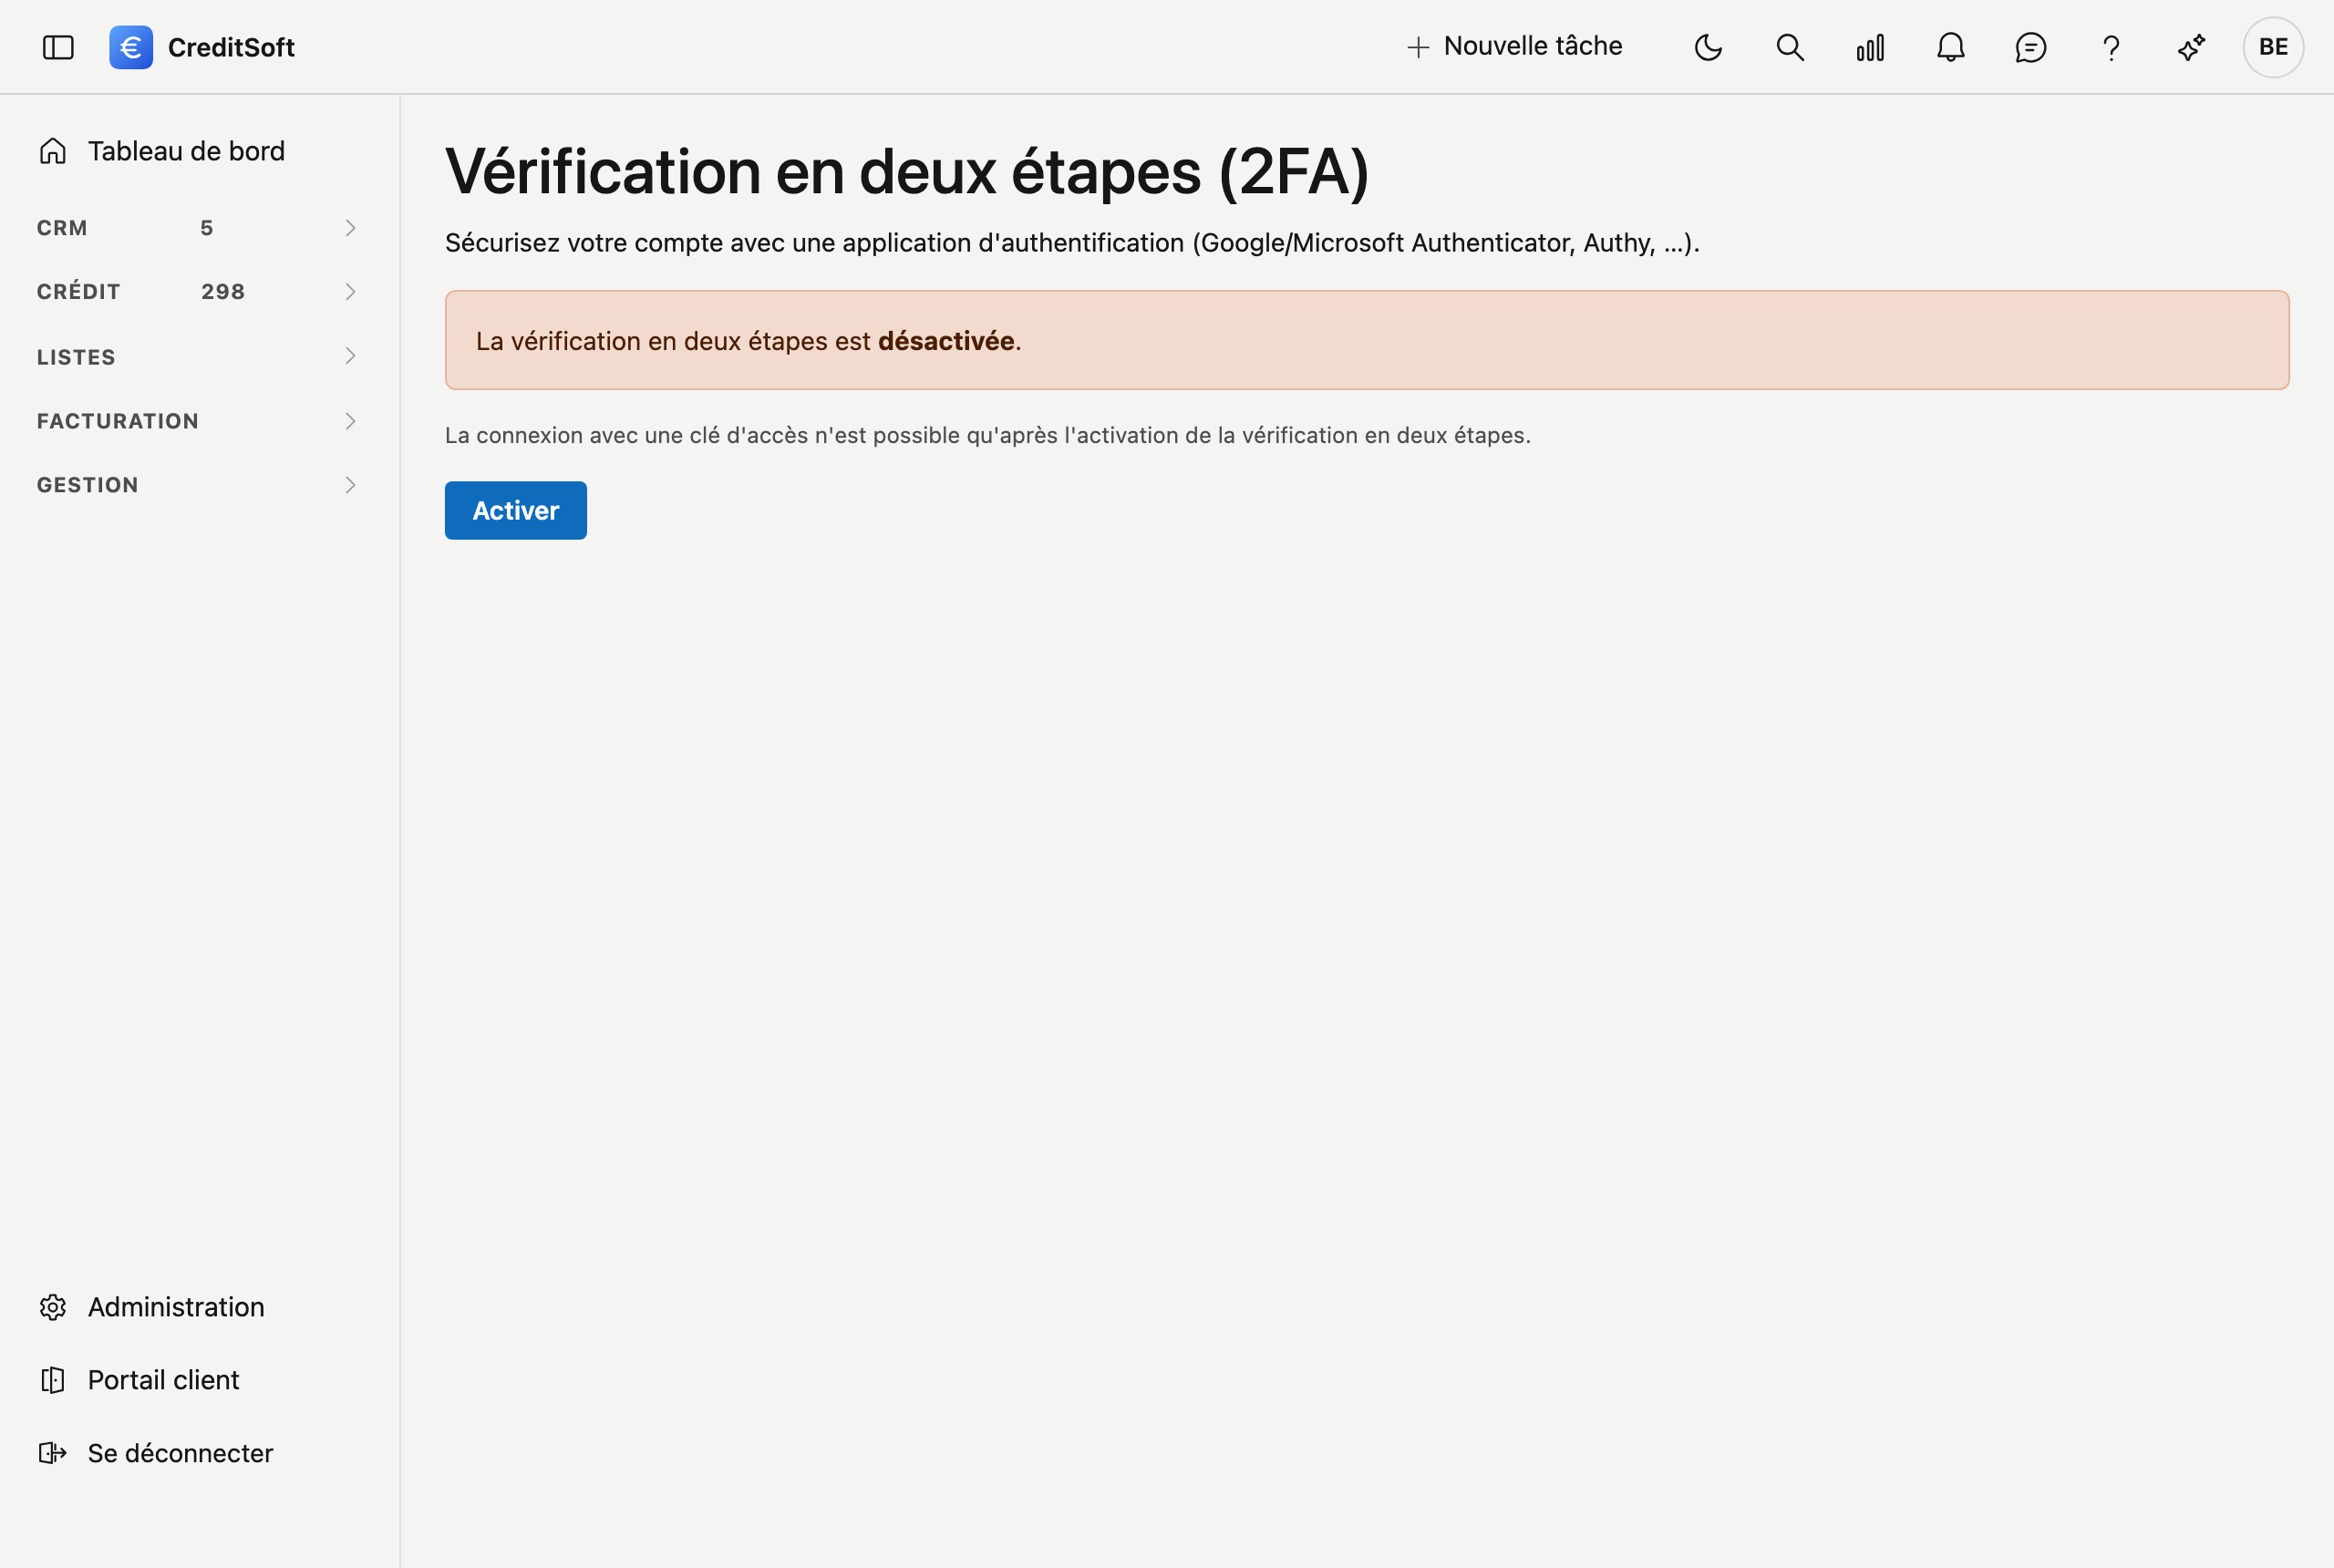 € CreditSoft
Nouvelle tâche
? BE
Tableau de bord
CRM 5
CRÉDIT 298
LISTES
FACTURATION
GESTION
Administration
Portail client
Se déconnecter
Vérification en deux étapes (2FA)
Sécurisez votre compte avec une application d'authentification (Google/Microsoft Authenticator, Authy, ...).
La vérification en deux étapes est désactivée.
La connexion avec une clé d'accès n'est possible qu'après l'activation de la vérification en deux étapes.
Activer